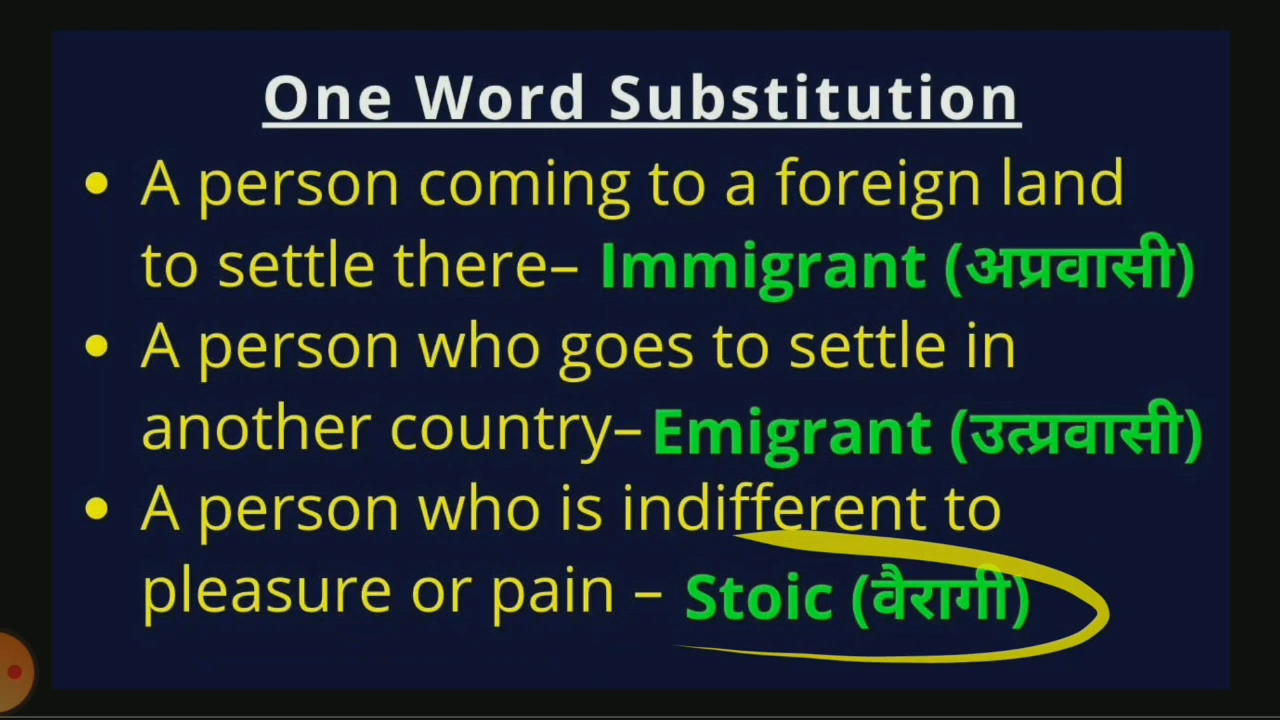 One Word Substitution
• A person coming to a foreign land
to settle there– Immigrant (अप्रवासी)
• A person who goes to settle in
another country– Emigrant (उत्प्रवासी)
• A person who is indifferent to
pleasure or pain – Stoic (वैरागी)